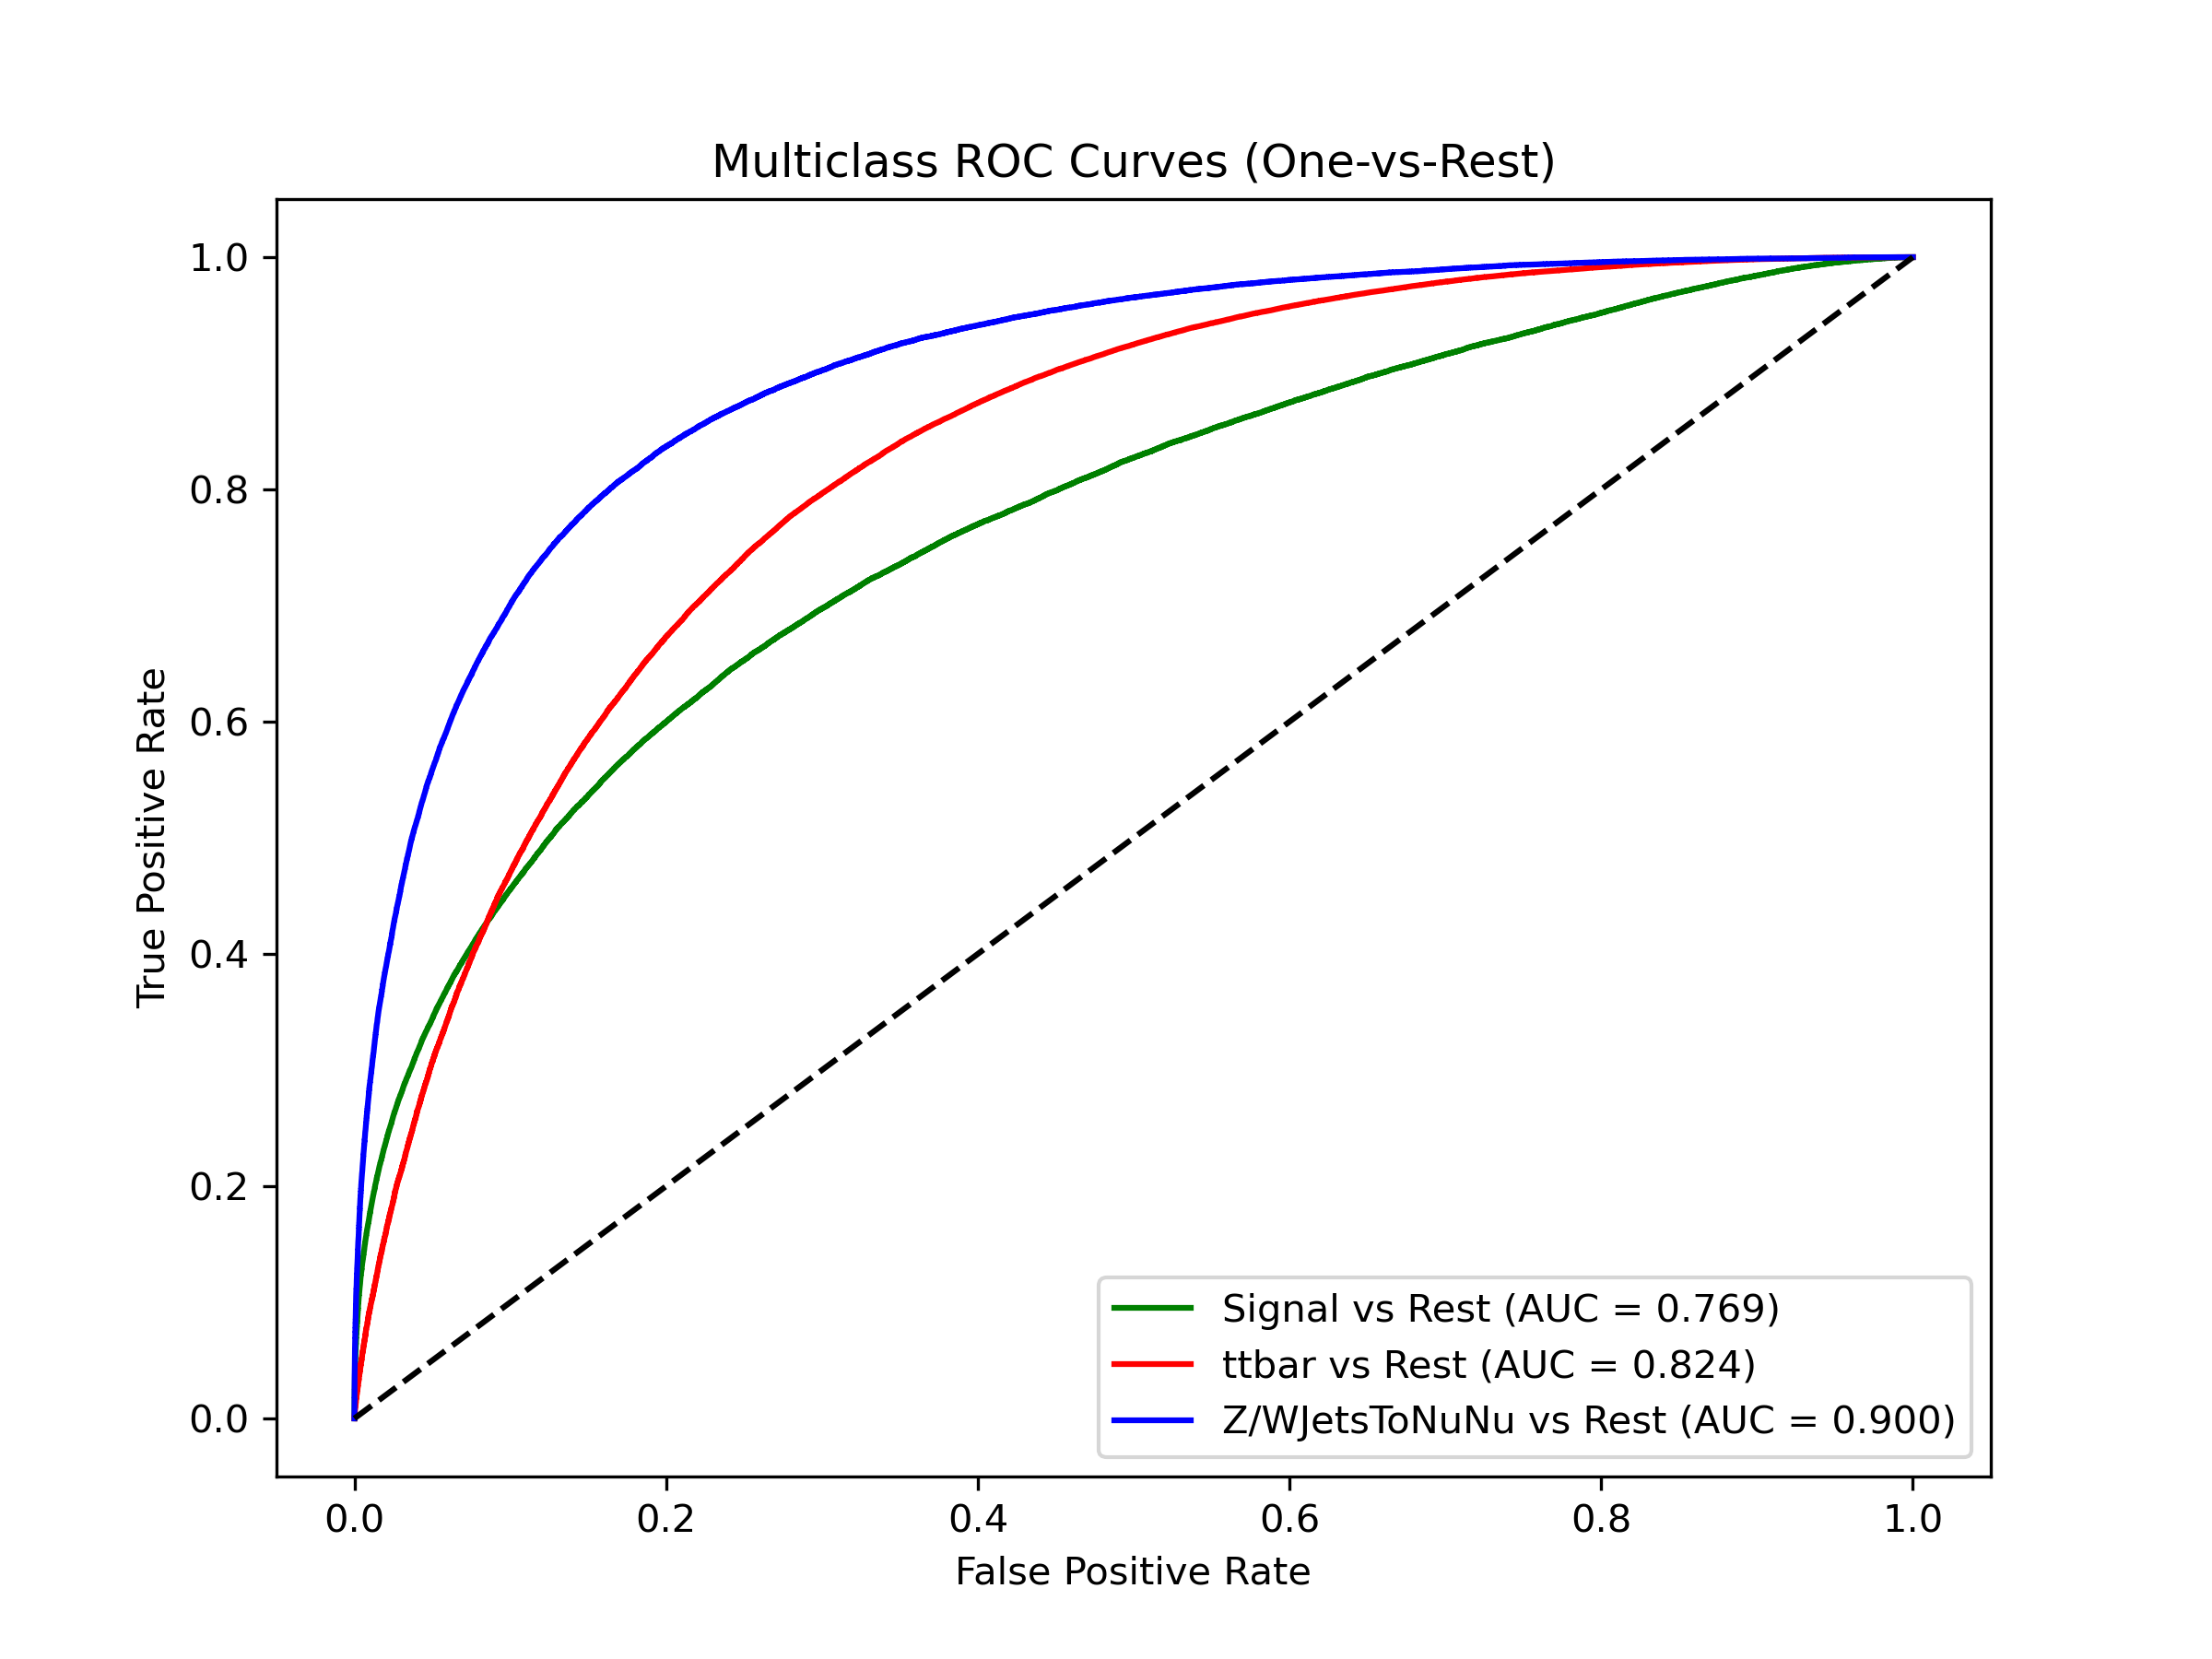 Multiclass ROC Curves (One-vs-Rest)
True Positive Rate
1.0
0.8
0.6
0.4
0.2
0.0
Signal vs Rest (AUC = 0.769)
ttbar vs Rest (AUC = 0.824)
Z/WJetsToNuNu vs Rest (AUC = 0.900)
0.0 0.2 0.4 0.6 0.8 1.0
False Positive Rate